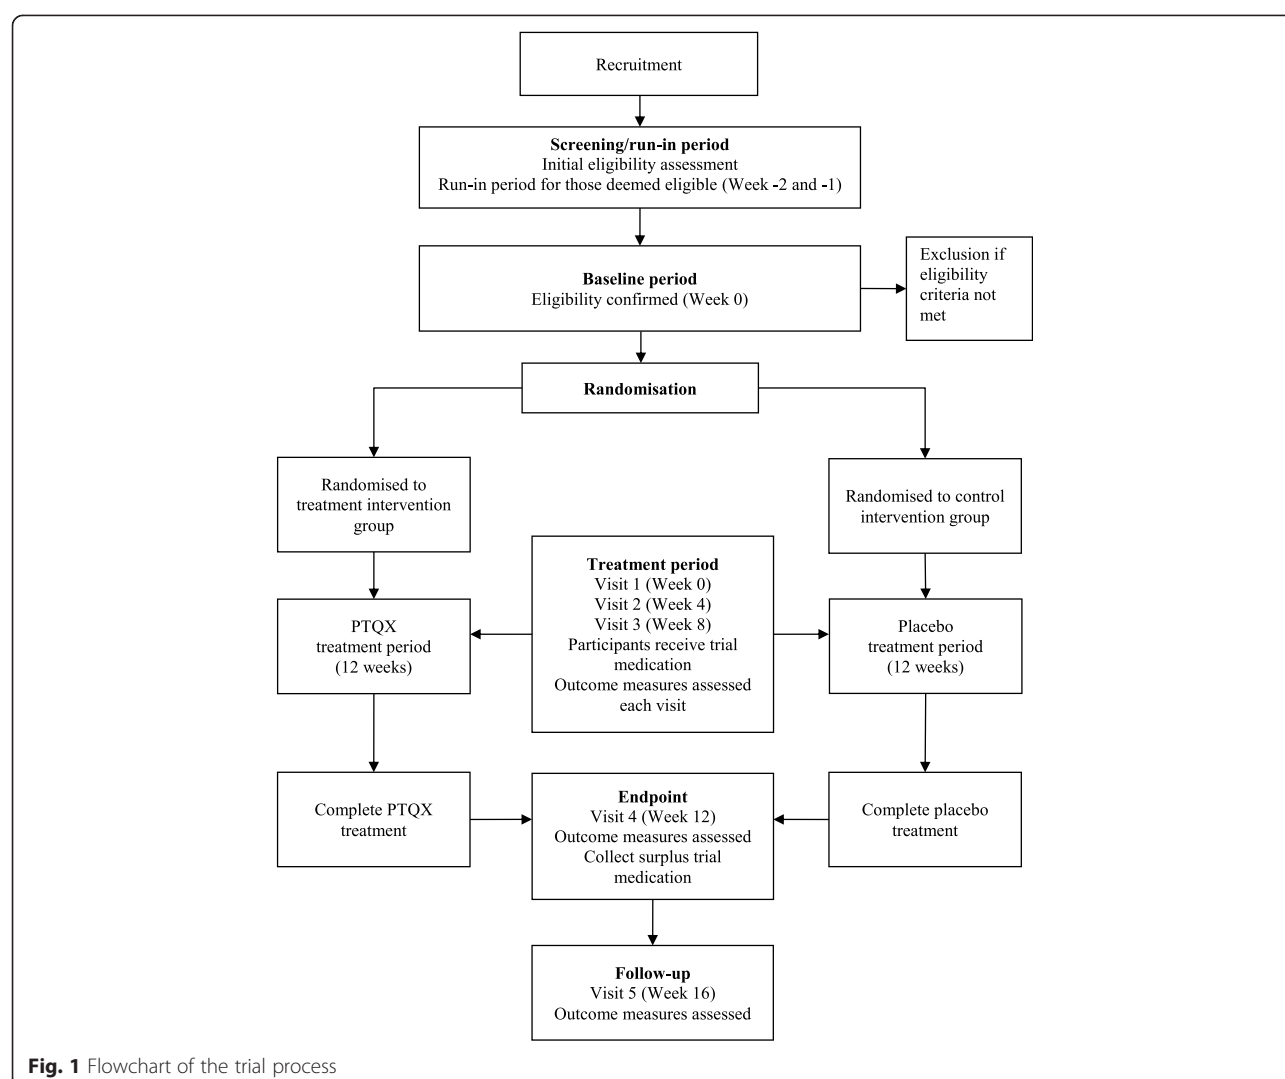 Recruitment
Screening/run-in period
Initial eligibility assessment
Run-in period for those deemed eligible (Week -2 and -1)
Baseline period
Eligibility confirmed (Week 0)
Exclusion if
eligibility
criteria not
met
Randomisation
Randomised to
treatment intervention
group
Randomised to control
intervention group
Treatment period
Visit 1 (Week 0)
Visit 2 (Week 4)
Visit 3 (Week 8)
Participants receive trial
medication
Outcome measures assessed
each visit
PTQX
treatment period
(12 weeks)
Placebo
treatment period
(12 weeks)
Complete PTQX
treatment
Endpoint
Visit 4 (Week 12)
Outcome measures assessed
Collect surplus trial
medication
Complete placebo
treatment
Follow-up
Visit 5 (Week 16)
Outcome measures assessed
Fig. 1 Flowchart of the trial process